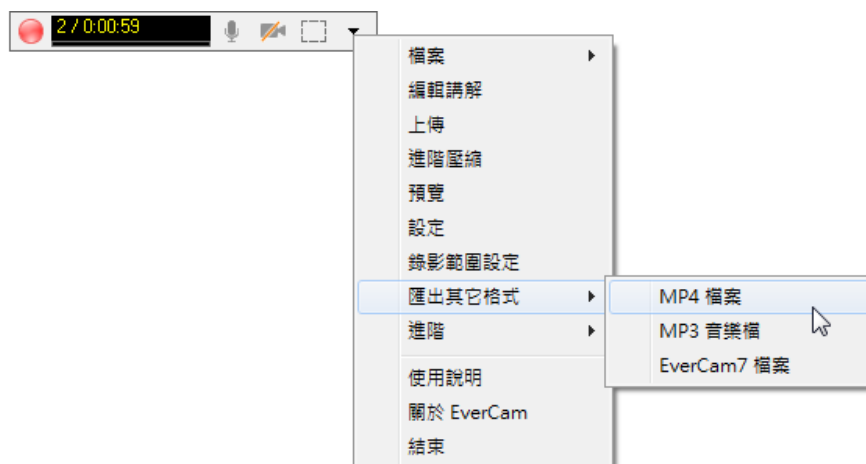 2 / 0:00:59
檔案
編輯講解
上傳
進階壓縮
預覽
設定
錄影範圍設定
匯出其它格式
MP4 檔案
進階
MP3 音樂檔
EverCam7 檔案
使用說明
關於 EverCam
結束